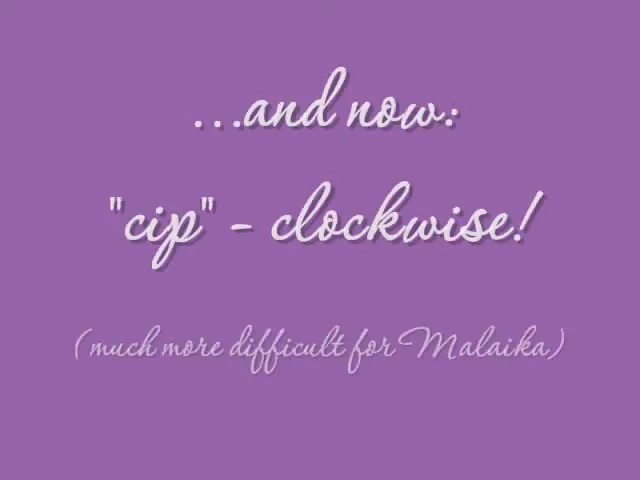 ...and now:
"cip" - clockwise!
(much more difficult for Malaika)